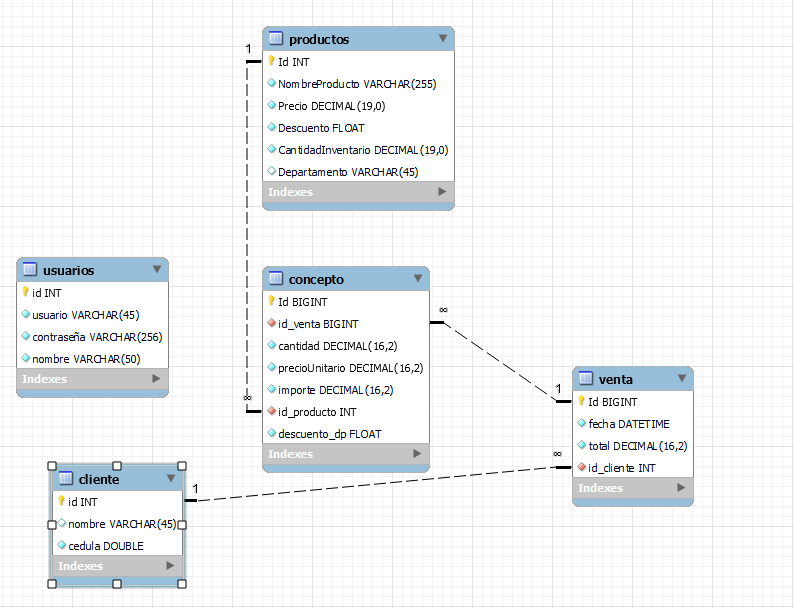 productos
1
Id INT
NombreProducto VARCHAR(255)
Precio DECIMAL(19,0)
Descuento FLOAT
CantidadInventario DECIMAL(19,0)
Departamento VARCHAR(45)
Indexes
usuarios
id INT
usuario VARCHAR(45)
contraseña VARCHAR(256)
nombre VARCHAR(50)
Indexes
concepto
Id BIGINT
id_venta BIGINT
cantidad DECIMAL(16,2)
precioUnitario DECIMAL(16,2)
importe DECIMAL(16,2)
id_producto INT
descuento_dp FLOAT
Indexes
∞
∞
1
venta
Id BIGINT
fecha DATETIME
total DECIMAL(16,2)
id_cliente INT
Indexes
∞
cliente
1
id INT
nombre VARCHAR(45)
cedula DOUBLE
Indexes